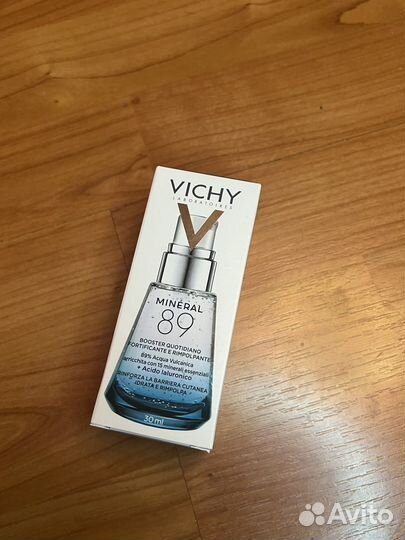 VICHY
LABORATOIRES
MINÉRAL
89
BOOSTER QUOTIDIANO
FORTIFICANTE E RIMPOLPANTE
89% Acqua Vulcanica
arricchita con 15 minerali essenziali
+ Acido Ialuronico
RINFORZA LA BARRIERA CUTANEA
IDRATA E RIMPOLPA
30 ml
Avito